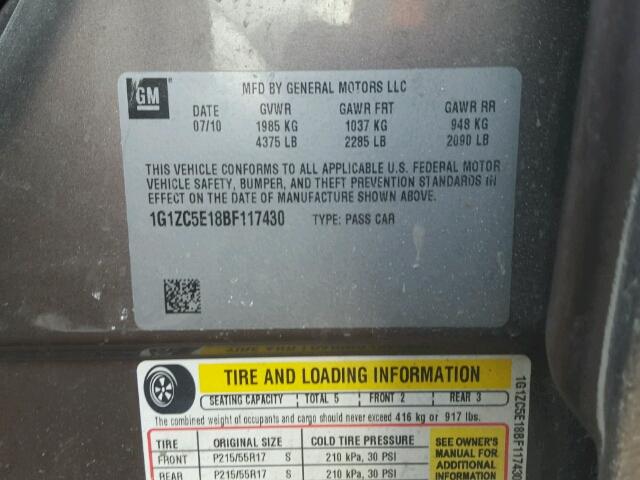 GM
MFD BY GENERAL MOTORS LLC
DATE GVWR GAWR FRT GAWR RR
07/10 1985 KG 1037 KG 948 KG
4375 LB 2285 LB 2090 LB
THIS VEHICLE CONFORMS TO ALL APPLICABLE U.S. FEDERAL MOTOR
VEHICLE SAFETY, BUMPER, AND THEFT PREVENTION STANDARDS IN
EFFECT ON THE DATE OF MANUFACTURE SHOWN ABOVE.
1G1ZC5E18BF117430 TYPE: PASS CAR
TIRE AND LOADING INFORMATION
SEATING CAPACITY TOTAL 5 FRONT 2 REAR 3
The combined weight of occupants and cargo should never exceed 416 kg or 917 lbs.
TIRE ORIGINAL SIZE COLD TIRE PRESSURE
FRONT P215/55R17 S 210 kPa, 30 PSI
REAR P215/55R17 S 210 kPa, 30 PSI
SEE OWNER'S
MANUAL FOR
ADDITIONAL
INFORMATION
1G1ZC5E18BF117430